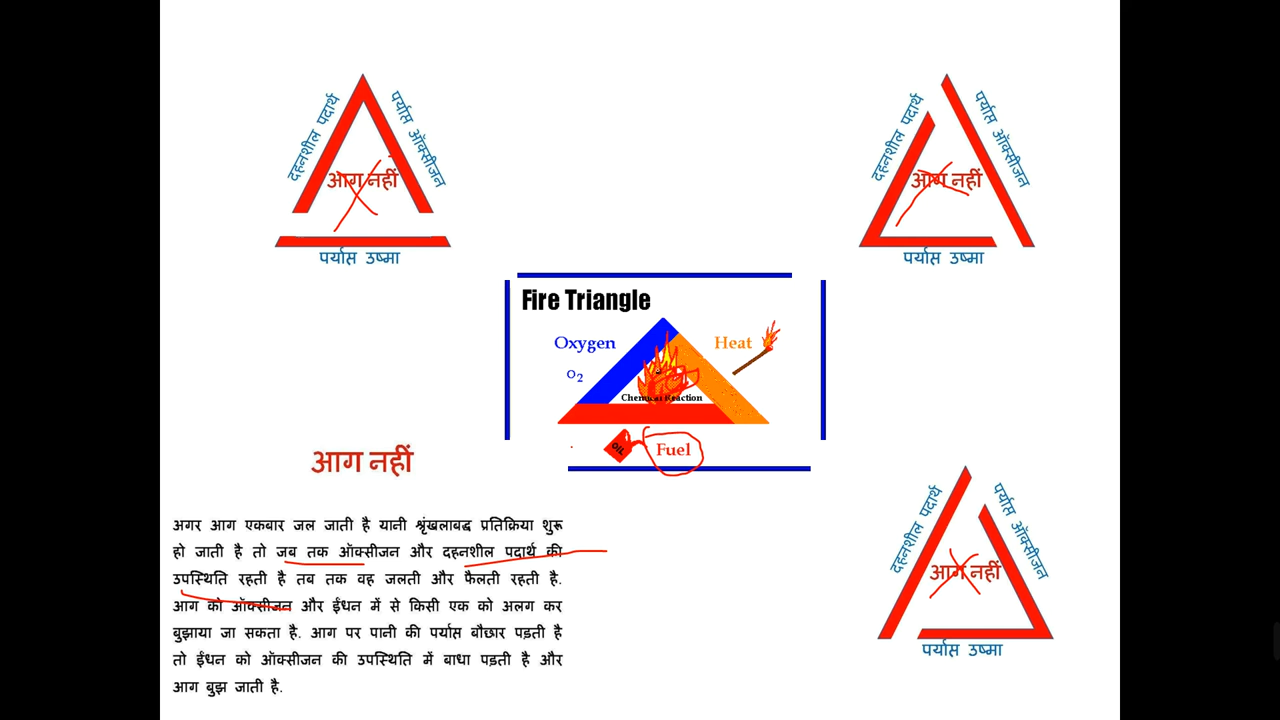 दहनशील पदार्थ
पर्याप्त ऑक्सीजन
आग नहीं
पर्याप्त उष्मा
दहनशील पदार्थ
पर्याप्त ऑक्सीजन
आग नहीं
पर्याप्त उष्मा
Fire Triangle
Oxygen
Heat
O2
Chemical Reaction
OIL
Fuel
आग नहीं
अगर आग एकबार जल जाती है यानी श्रृंखलाबद्ध प्रतिक्रिया शुरू
हो जाती है तो जब तक ऑक्सीजन और दहनशील पदार्थ की
उपस्थिति रहती है तब तक वह जलती और फैलती रहती है.
आग को ऑक्सीजन और ईंधन में से किसी एक को अलग कर
बुझाया जा सकता है. आग पर पानी की पर्याप्त बौछार पड़ती है
तो ईंधन को ऑक्सीजन की उपस्थिति में बाधा पड़ती है और
आग बुझ जाती है.
दहनशील पदार्थ
पर्याप्त ऑक्सीजन
आग नहीं
पर्याप्त उष्मा